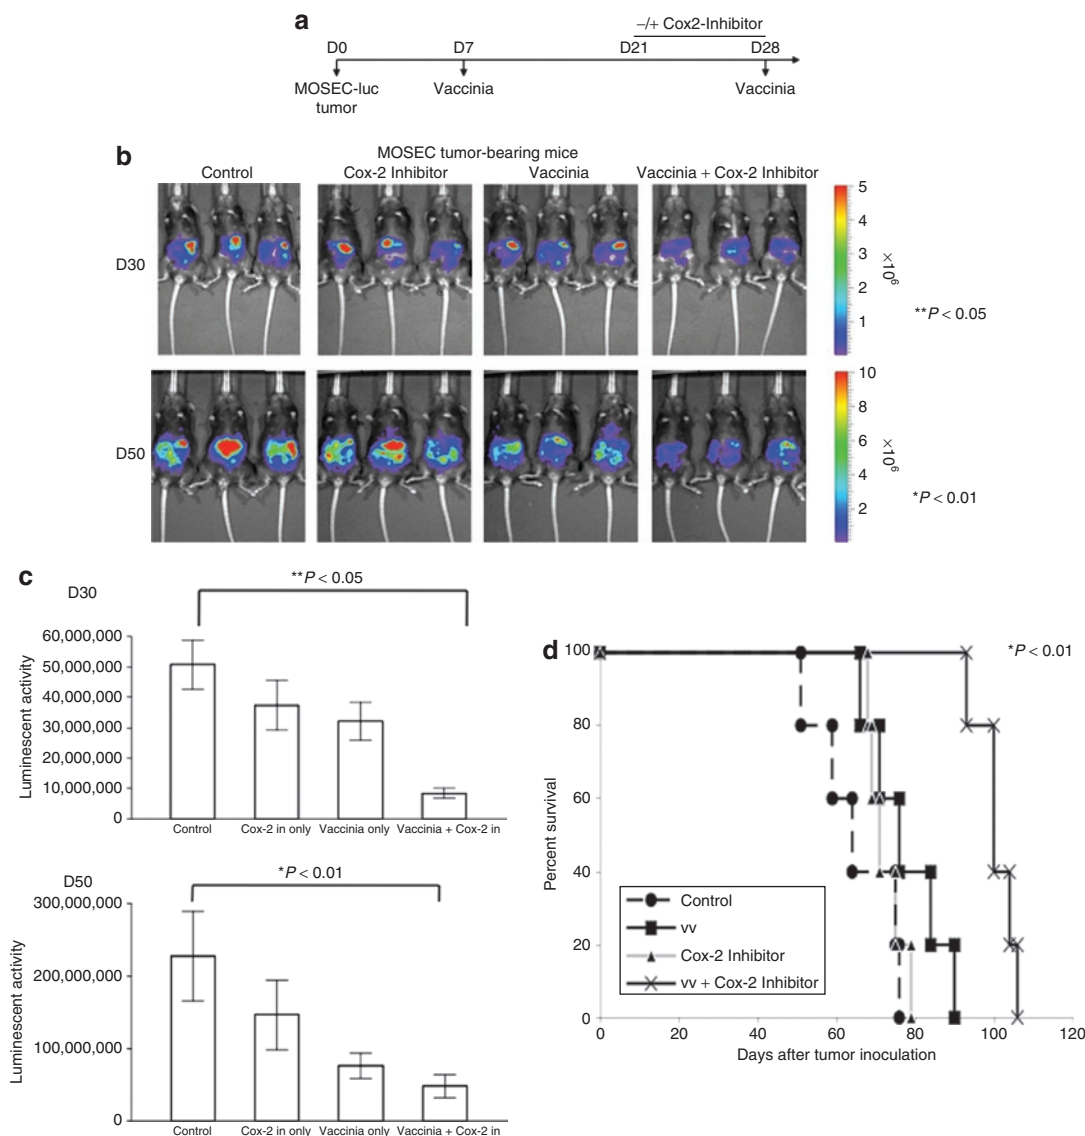 a
−/+ Cox2-Inhibitor
D0 D7 D21 D28
MOSEC-luc tumor Vaccinia Vaccinia
b
MOSEC tumor-bearing mice
Control Cox-2 Inhibitor Vaccinia Vaccinia + Cox-2 Inhibitor
D30
5
4
3
2
1
×10⁶
**P < 0.05
D50
10
8
6
4
2
×10⁶
*P < 0.01
c
D30
**P < 0.05
Luminescent activity
60,000,000
50,000,000
40,000,000
30,000,000
20,000,000
10,000,000
0
Control Cox-2 in only Vaccinia only Vaccinia + Cox-2 in
D50
*P < 0.01
Luminescent activity
300,000,000
200,000,000
100,000,000
0
Control Cox-2 in only Vaccinia only Vaccinia + Cox-2 in
d
*P < 0.01
Percent survival
100
80
60
40
20
0
Control
vv
Cox-2 Inhibitor
vv + Cox-2 Inhibitor
0 20 40 60 80 100 120
Days after tumor inoculation